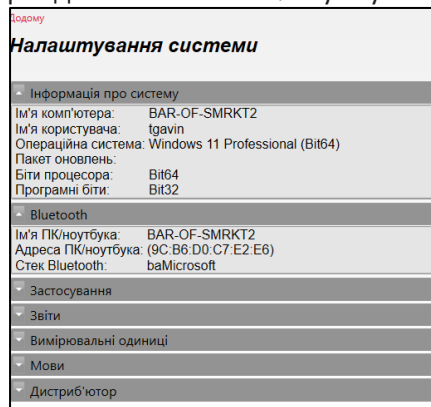 Додому
Налаштування системи
Інформація про систему
Ім'я комп'ютера: BAR-OF-SMRKT2
Ім'я користувача: tgavin
Операційна система: Windows 11 Professional (Bit64)
Пакет оновлень:
Біти процесора: Bit64
Програмні біти: Bit32
Bluetooth
Ім'я ПК/ноутбука: BAR-OF-SMRKT2
Адреса ПК/ноутбука: (9C:B6:D0:C7:E2:E6)
Стек Bluetooth: baMicrosoft
Застосування
Звіти
Вимірювальні одиниці
Мови
Дистриб'ютор